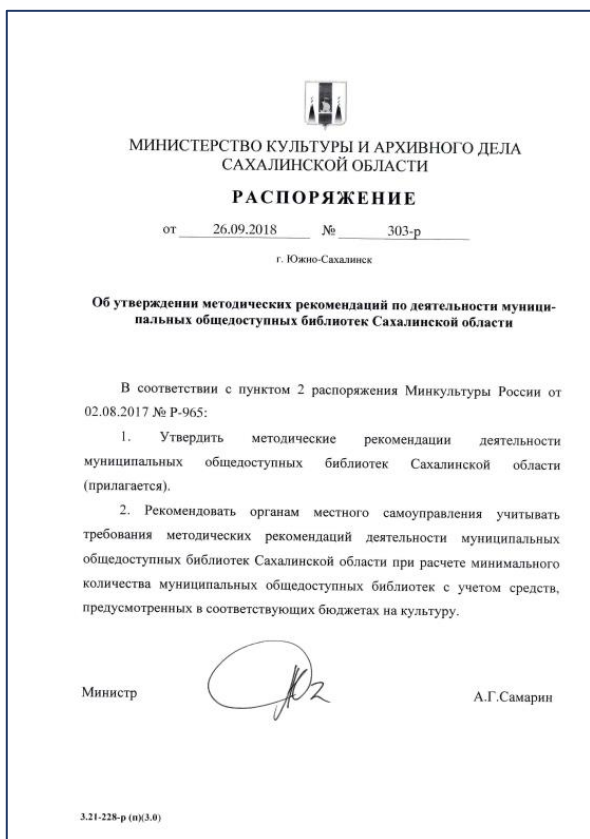 МИНИСТЕРСТВО КУЛЬТУРЫ И АРХИВНОГО ДЕЛА
САХАЛИНСКОЙ ОБЛАСТИ
РАСПОРЯЖЕНИЕ
от 26.09.2018 № 303-р
г. Южно-Сахалинск
Об утверждении методических рекомендаций по деятельности муници-
пальных общедоступных библиотек Сахалинской области
В соответствии с пунктом 2 распоряжения Минкультуры России от
02.08.2017 № Р-965:
1. Утвердить методические рекомендации деятельности
муниципальных общедоступных библиотек Сахалинской области
(прилагается).
2. Рекомендовать органам местного самоуправления учитывать
требования методических рекомендаций деятельности муниципальных
общедоступных библиотек Сахалинской области при расчете минимального
количества муниципальных общедоступных библиотек с учетом средств,
предусмотренных в соответствующих бюджетах на культуру.
Министр А.Г.Самарин
3.21-228-р (п)(3.0)